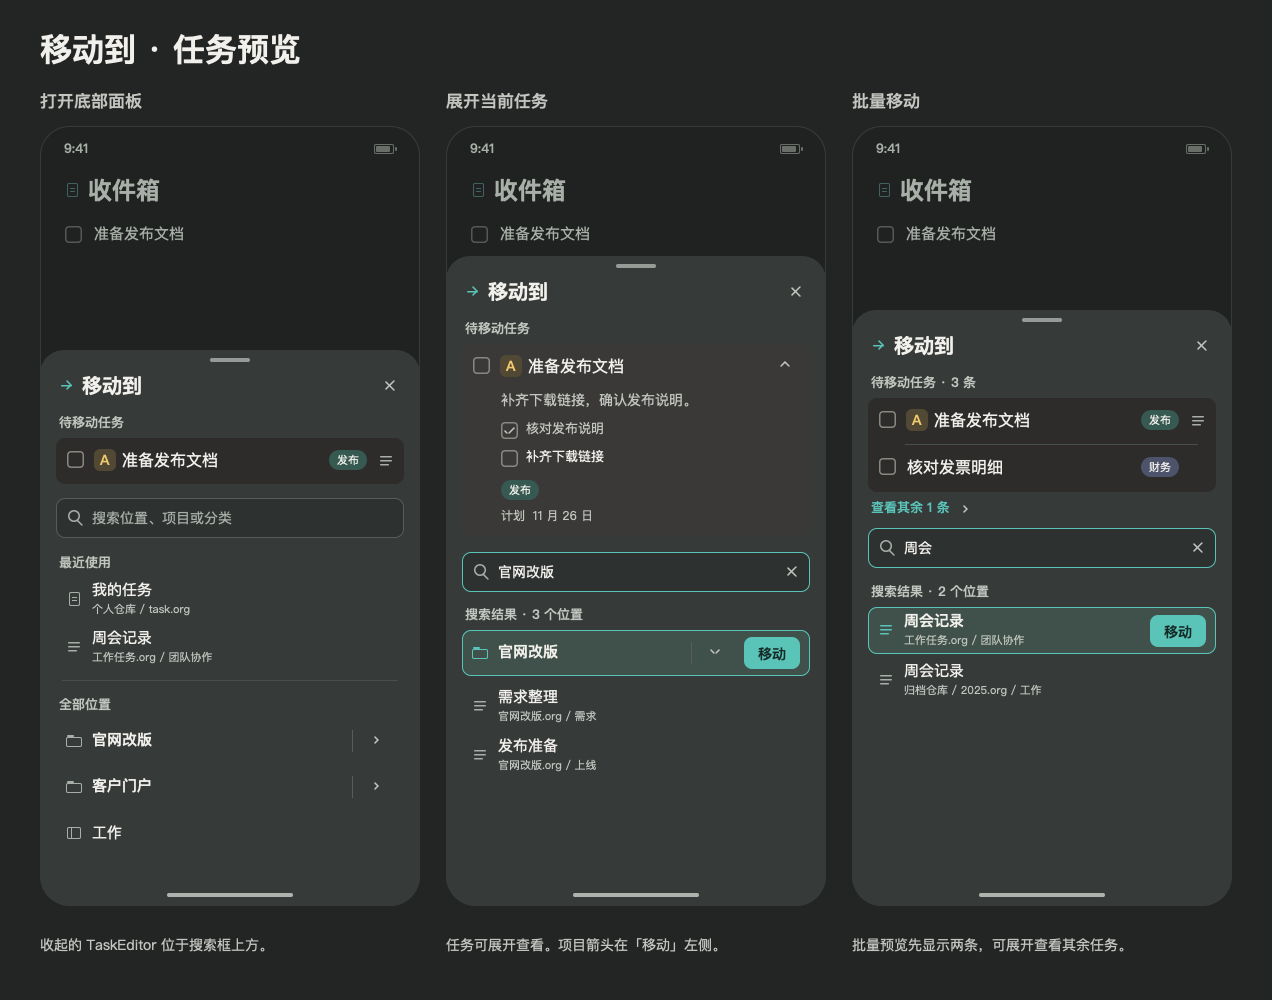 移动到 · 任务预览
打开底部面板
9:41
收件箱
准备发布文档
移动到
待移动任务
A 准备发布文档 发布
搜索位置、项目或分类
最近使用
我的任务
个人仓库 / task.org
周会记录
工作任务.org / 团队协作
全部位置
官网改版
客户门户
工作
收起的 TaskEditor 位于搜索框上方。
展开当前任务
9:41
收件箱
准备发布文档
移动到
待移动任务
A 准备发布文档
补齐下载链接，确认发布说明。
核对发布说明
补齐下载链接
发布
计划 11 月 26 日
官网改版
搜索结果 · 3 个位置
官网改版 移动
需求整理
官网改版.org / 需求
发布准备
官网改版.org / 上线
任务可展开查看。项目箭头在「移动」左侧。
批量移动
9:41
收件箱
准备发布文档
移动到
待移动任务 · 3 条
A 准备发布文档 发布
核对发票明细 财务
查看其余 1 条
周会
搜索结果 · 2 个位置
周会记录 移动
工作任务.org / 团队协作
周会记录
归档仓库 / 2025.org / 工作
批量预览先显示两条，可展开查看其余任务。